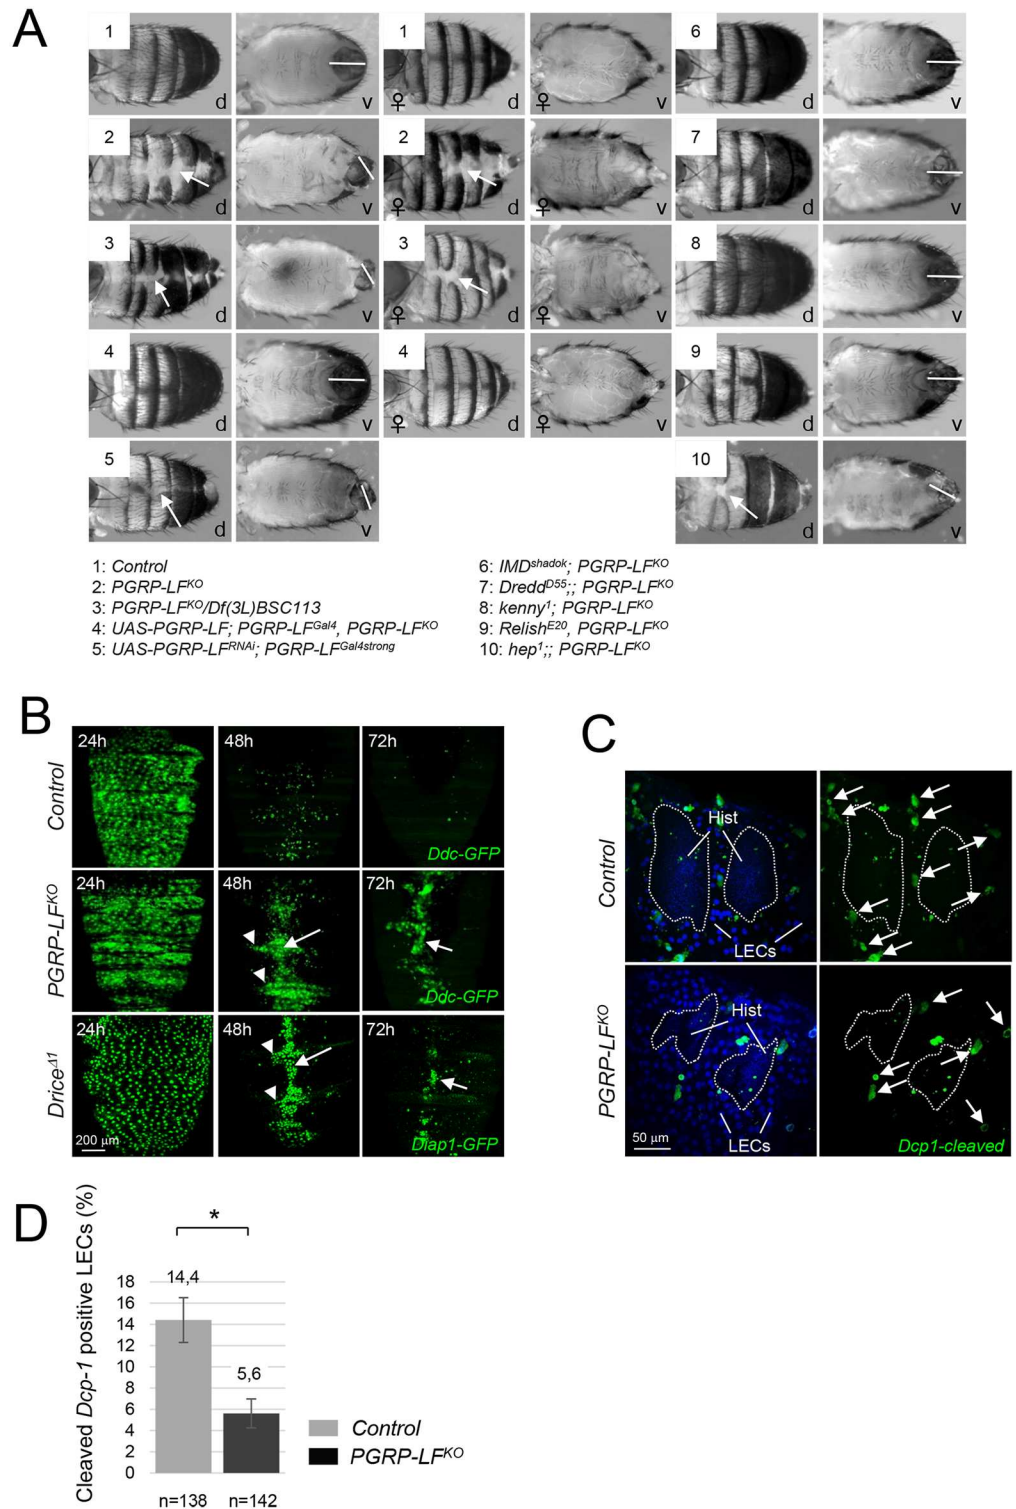 A
1 d v 1 ♀ d ♀ v 6 d v
2 d v 2 ♀ d ♀ v 7 d v
3 d v 3 ♀ d ♀ v 8 d v
4 d v 4 ♀ d ♀ v 9 d v
5 d v 10 d v
1: Control
2: PGRP-LFKO
3: PGRP-LFKO/Df(3L)BSC113
4: UAS-PGRP-LF; PGRP-LFGal4, PGRP-LFKO
5: UAS-PGRP-LFRNAi; PGRP-LFGal4strong
6: IMDshadok; PGRP-LFKO
7: DreddD55;; PGRP-LFKO
8: kenny1; PGRP-LFKO
9: RelishE20, PGRP-LFKO
10: hep1;; PGRP-LFKO
B
Control
24h 48h 72h
Ddc-GFP
PGRP-LFKO
24h 48h 72h
Ddc-GFP
DriceΔ1
24h 48h 72h
200 μm
Diap1-GFP
C
Control
Hist
LECs
PGRP-LFKO
Hist
LECs
50 μm
Dcp1-cleaved
D
Cleaved Dcp-1 positive LECs (%)
*
14,4
5,6
18
16
14
12
10
8
6
4
2
0
n=138 n=142
Control
PGRP-LFKO